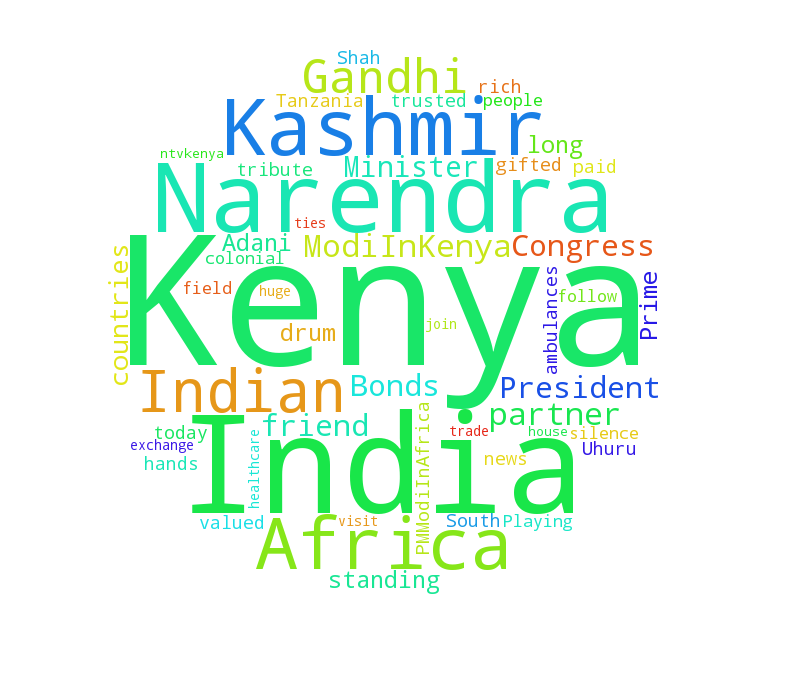 Shah
Gandhi
rich
Tanzania
trusted
people
Kashmir
long
ntvkenya
tribute
Minister
gifted
paid
Narendra
ties
Adani
ModiInKenya
Congress
colonial
countries
Kenya
field
huge
ambulances
follow
Prime
drum
join
Indian
Bonds
President
friend
partner
today
trade
house
silence
exchange
Uhuru
hands
healthcare
India
PMModiInAfrica
news
valued
visit
South
Playing
Africa
standing